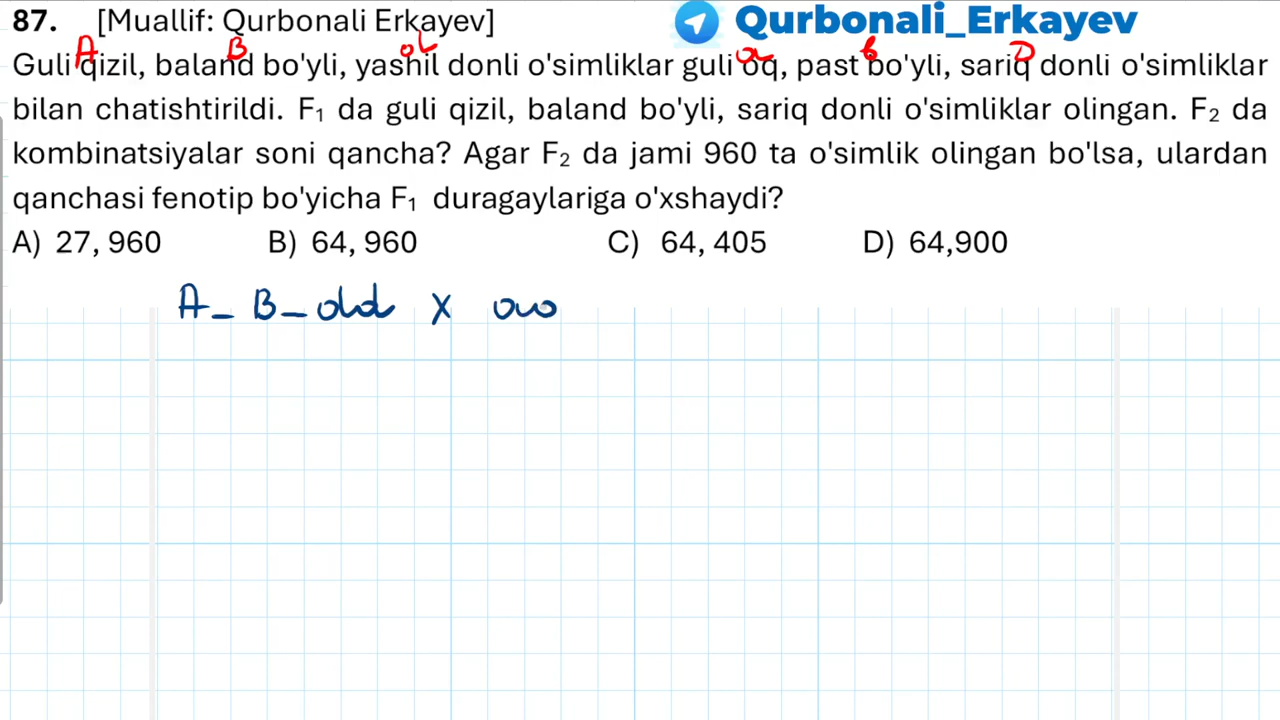 87. [Muallif: Qurbonali Erkayev] Qurbonali_Erkayev
A B d a b D
Guli qizil, baland bo'yli, yashil donli o'simliklar guli oq, past bo'yli, sariq donli o'simliklar
bilan chatishtirildi. F₁ da guli qizil, baland bo'yli, sariq donli o'simliklar olingan. F₂ da
kombinatsiyalar soni qancha? Agar F₂ da jami 960 ta o'simlik olingan bo'lsa, ulardan
qanchasi fenotip bo'yicha F₁ duragaylariga o'xshaydi?
A) 27, 960 B) 64, 960 C) 64, 405 D) 64,900
A_ B_ dd x aa